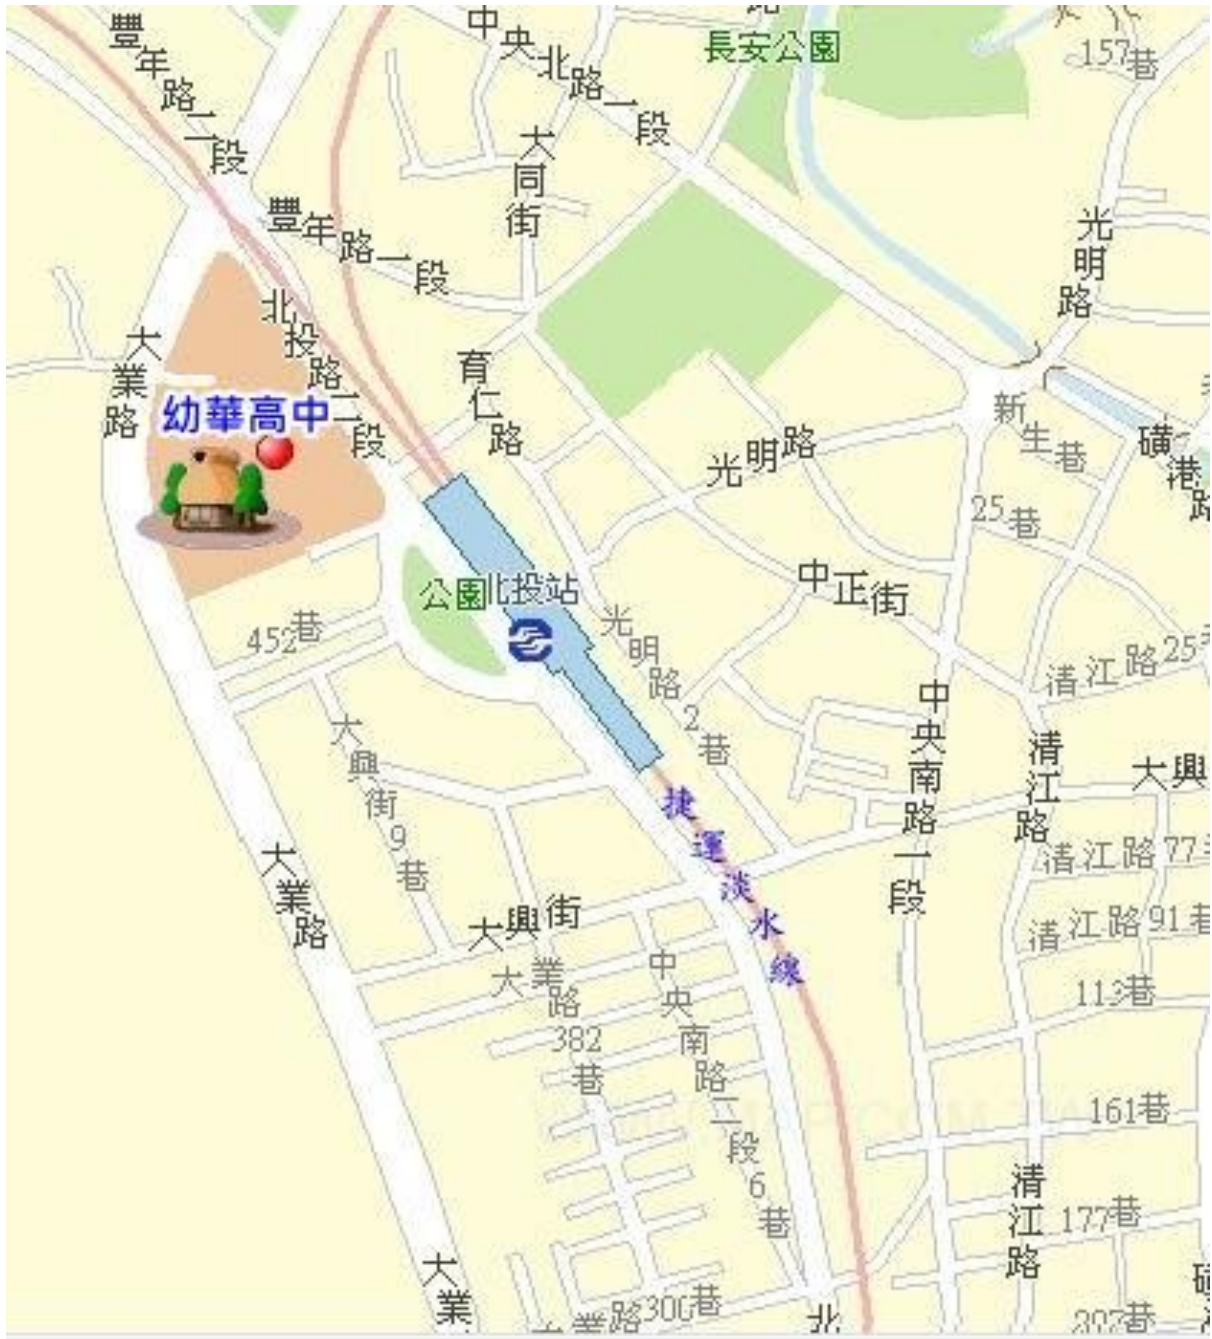 豐年路二段
中央北路一段
長安公園
157巷
大同街
豐年路一段
光明路
北投路二段
大業路
育仁路
幼華高中
新生巷
光明路
磺港路
25巷
中正街
公園
北投站
452巷
光明路2巷
清江路25
大興街9巷
中央南路一段
清江路
大興
捷運淡水線
清江路77
大業路
大興街
清江路91巷
大業路382巷
中央南路二段6巷
113巷
161巷
清江路
177巷
大業
業路300巷
北